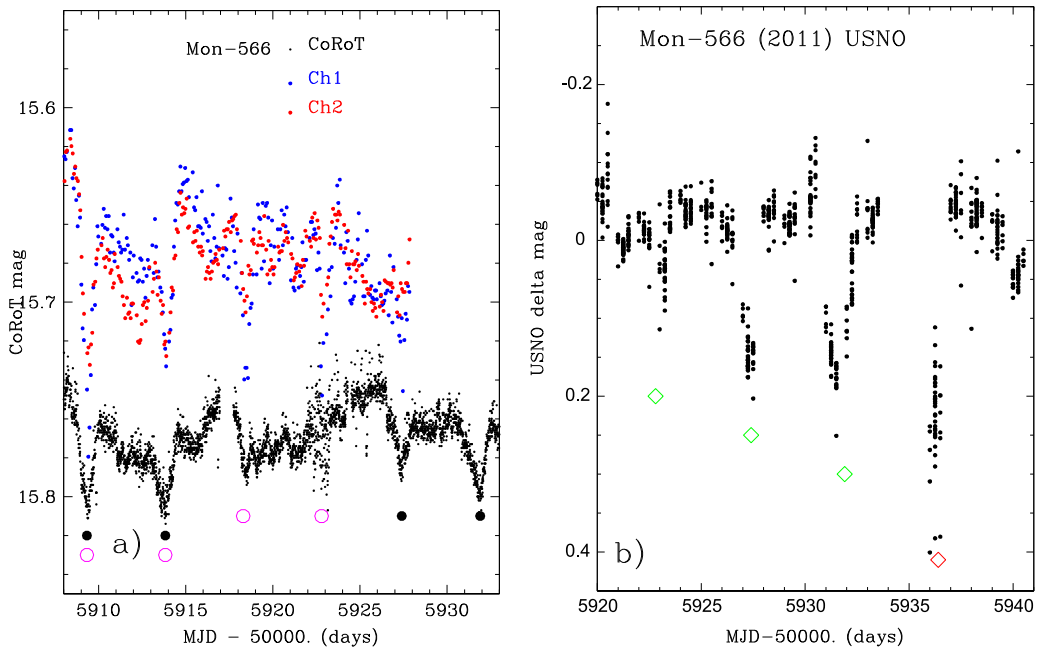 Mon-566 CoRoT
Ch1
Ch2
15.6
15.7
15.8
CoRoT mag
a)
5910 5915 5920 5925 5930
MJD - 50000. (days)
Mon-566 (2011) USNO
-0.2
0
0.2
0.4
USNO delta mag
b)
5920 5925 5930 5935 5940
MJD-50000. (days)